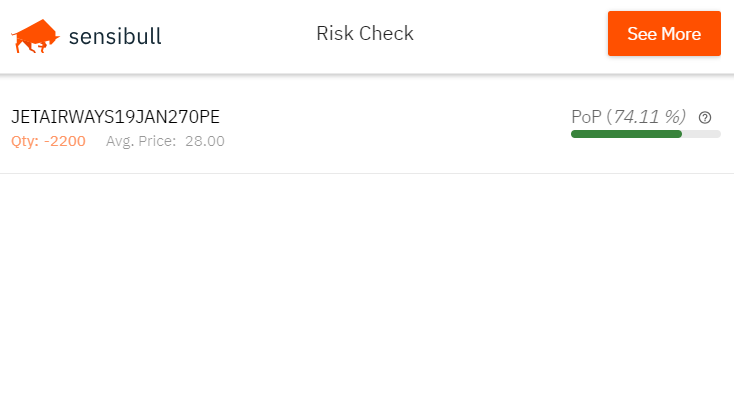 sensibull
Risk Check
See More
JETAIRWAYS19JAN270PE
PoP (74.11 %) ?
Qty: -2200 Avg. Price: 28.00